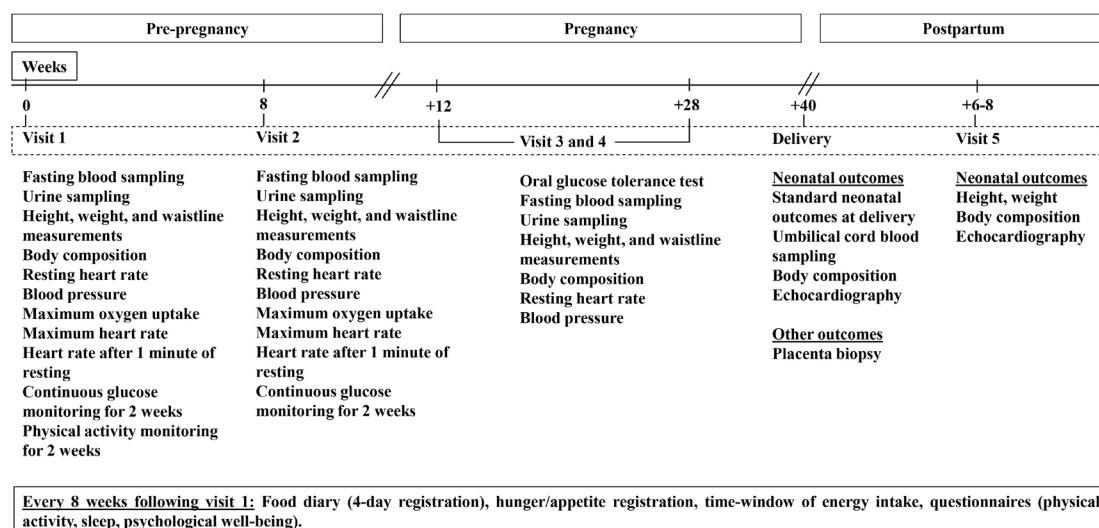 Pre-pregnancy
Pregnancy
Postpartum
Weeks
0
8
+12
+28
+40
+6-8
Visit 1
Visit 2
Visit 3 and 4
Delivery
Visit 5
Fasting blood sampling
Urine sampling
Height, weight, and waistline
measurements
Body composition
Resting heart rate
Blood pressure
Maximum oxygen uptake
Maximum heart rate
Heart rate after 1 minute of
resting
Continuous glucose
monitoring for 2 weeks
Physical activity monitoring
for 2 weeks
Fasting blood sampling
Urine sampling
Height, weight, and waistline
measurements
Body composition
Resting heart rate
Blood pressure
Maximum oxygen uptake
Maximum heart rate
Heart rate after 1 minute of
resting
Continuous glucose
monitoring for 2 weeks
Oral glucose tolerance test
Fasting blood sampling
Urine sampling
Height, weight, and waistline
measurements
Body composition
Resting heart rate
Blood pressure
Neonatal outcomes
Standard neonatal
outcomes at delivery
Umbilical cord blood
sampling
Body composition
Echocardiography
Other outcomes
Placenta biopsy
Neonatal outcomes
Height, weight
Body composition
Echocardiography
Every 8 weeks following visit 1: Food diary (4-day registration), hunger/appetite registration, time-window of energy intake, questionnaires (physical
activity, sleep, psychological well-being).